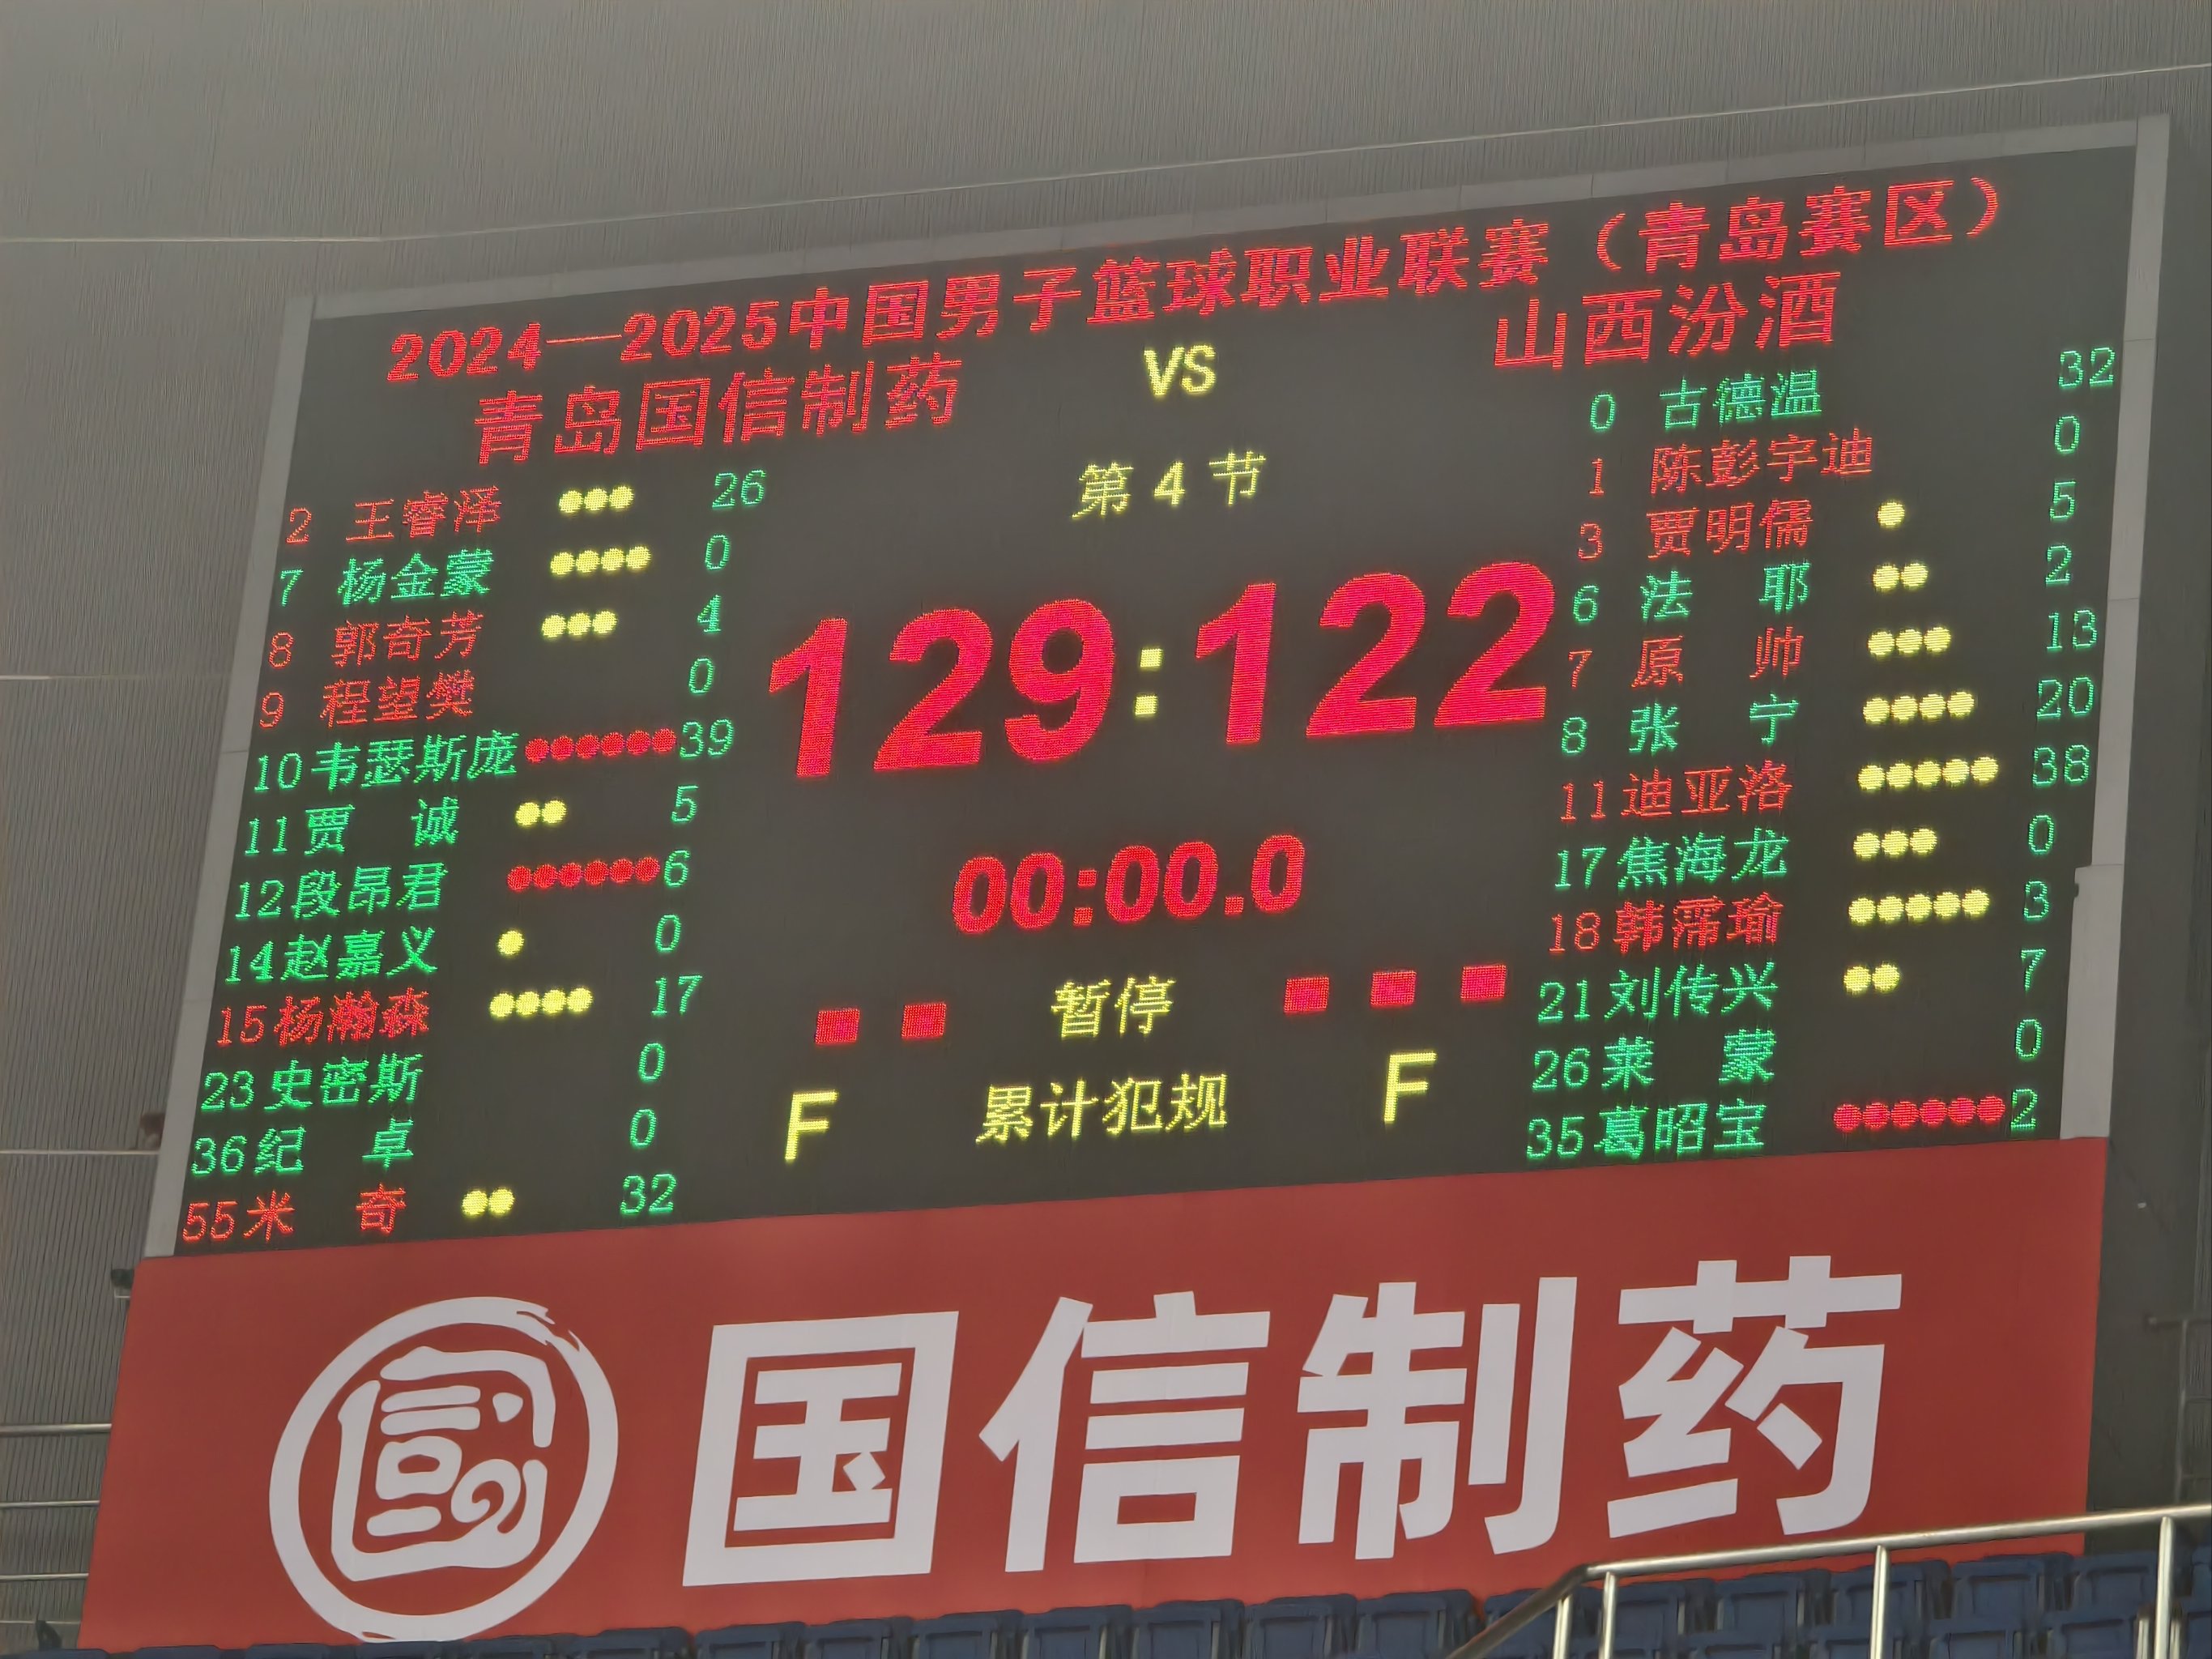 2024—2025中国男子篮球职业联赛（青岛赛区）
青岛国信制药 VS 山西汾酒
第4节
129:122
00:00.0
暂停
F 累计犯规 F
2 王睿泽 26
7 杨金蒙 0
8 郭奇芳 4
9 程望樊 0
10 韦瑟斯庞 39
11 贾 诚 5
12 段昂君 6
14 赵嘉义 0
15 杨瀚森 17
23 史密斯 0
36 纪 卓 0
55 米 奇 32
0 古德温 32
1 陈彭宇迪 0
3 贾明儒 5
6 法 耶 2
7 原 帅 13
8 张 宁 20
11 迪亚洛 38
17 焦海龙 0
18 韩霈瑜 3
21 刘传兴 7
26 莱 蒙 0
35 葛昭宝 2
国信制药